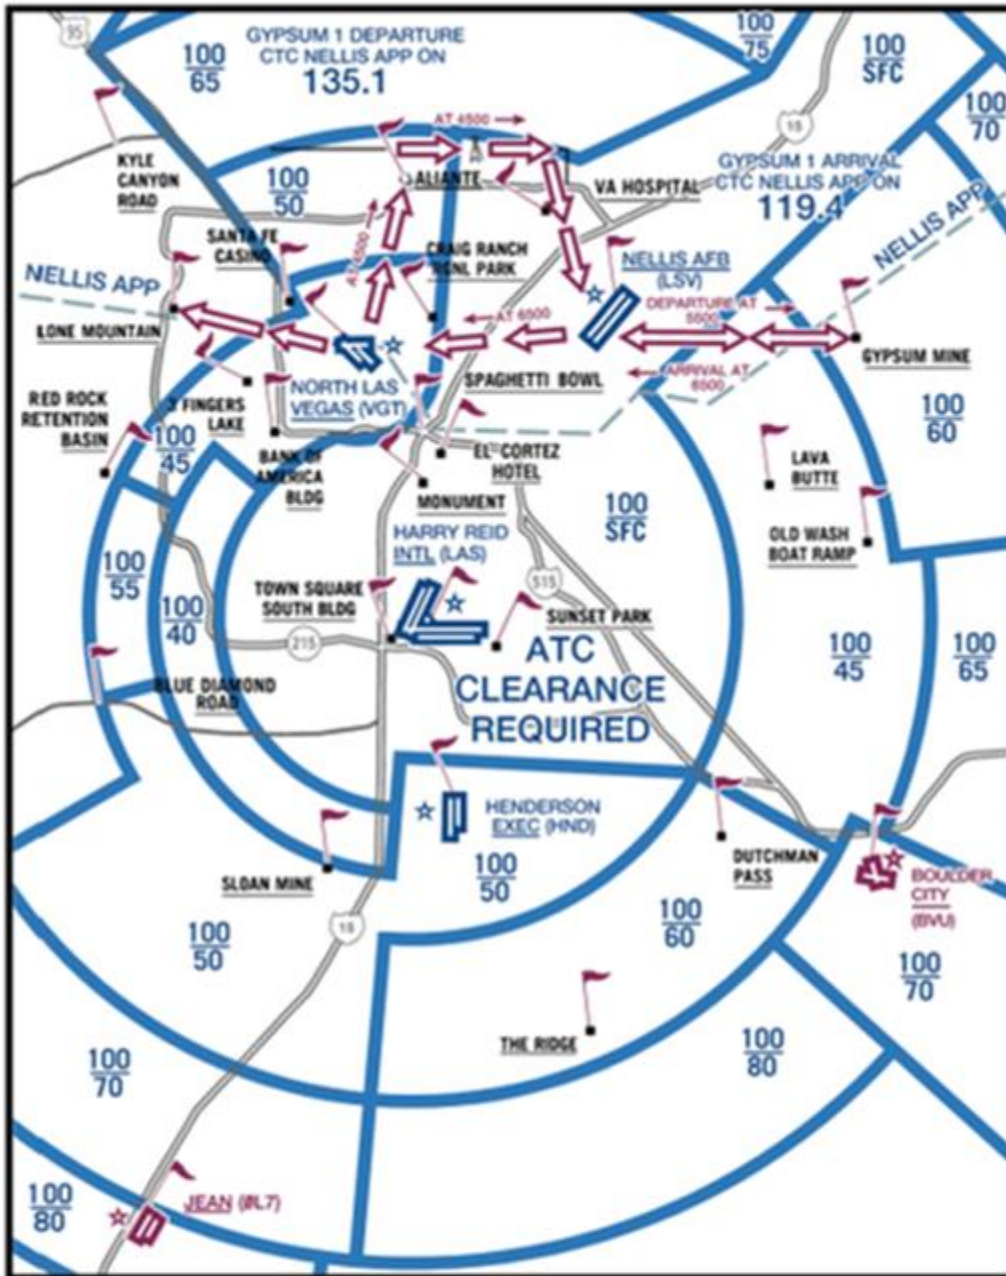 95
100
65
GYPSUM 1 DEPARTURE
CTC NELLIS APP ON
135.1
100
75
100
SFC
100
70
AT 4500
15
KYLE
CANYON
ROAD
100
50
ALIANTE
VA HOSPITAL
GYPSUM 1 ARRIVAL
CTC NELLIS APP ON
119.4
NELLIS APP
SANTA FE
CASINO
AT 4500
CRAIG RANCH
RGNL PARK
NELLIS AFB
(LSV)
NELLIS APP
LONE MOUNTAIN
AT 6500
DEPARTURE AT
5500
GYPSUM MINE
NORTH LAS
VEGAS (VGT)
SPAGHETTI BOWL
ARRIVAL AT
6500
RED ROCK
RETENTION
BASIN
3 FINGERS
LAKE
100
45
BANK OF
AMERICA
BLDG
EL CORTEZ
HOTEL
MONUMENT
100
60
LAVA
BUTTE
100
SFC
OLD WASH
BOAT RAMP
HARRY REID
INTL (LAS)
100
55
100
40
TOWN SQUARE
SOUTH BLDG
515
SUNSET PARK
215
ATC
CLEARANCE
REQUIRED
100
45
100
65
BLUE DIAMOND
ROAD
HENDERSON
EXEC (HND)
100
50
DUTCHMAN
PASS
BOULDER
CITY
(BVU)
SLOAN MINE
15
100
50
100
60
100
70
THE RIDGE
100
80
100
70
JEAN (ØL7)
100
80